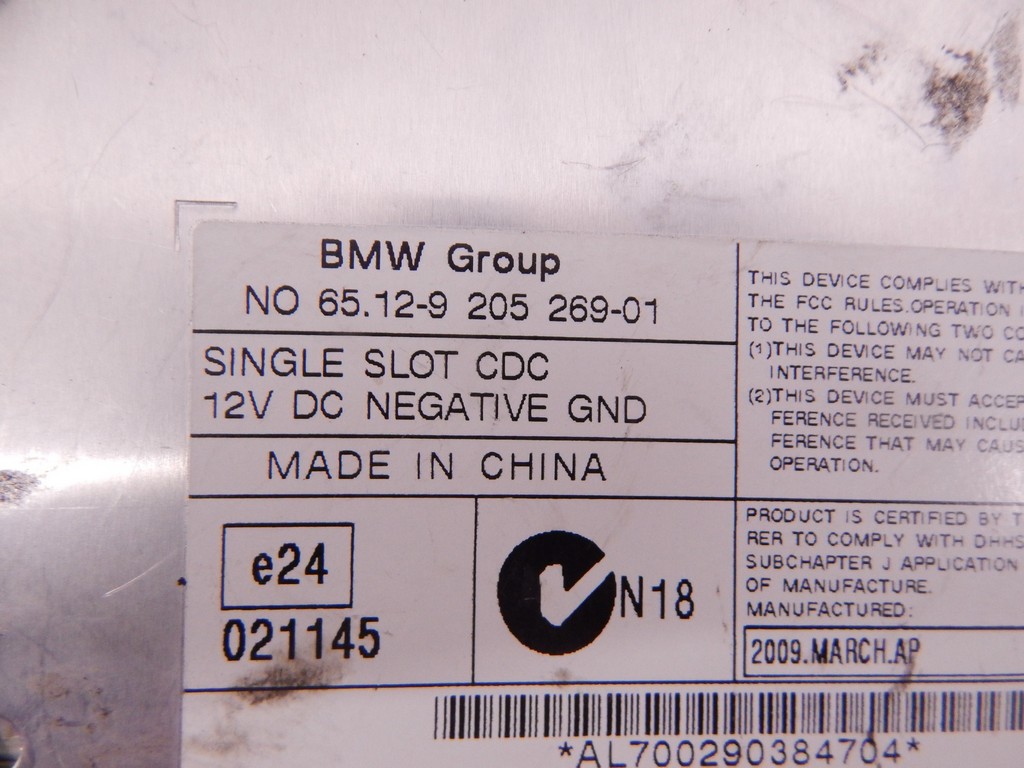 BMW Group
NO 65.12-9 205 269-01
SINGLE SLOT CDC
12V DC NEGATIVE GND
MADE IN CHINA
e24
021145
N18
THIS DEVICE COMPLIES WITH
THE FCC RULES.OPERATION
TO THE FOLLOWING TWO
(1)THIS DEVICE MAY NOT
INTERFERENCE.
(2)THIS DEVICE MUST
FERENCE RECEIVED
FERENCE THAT MAY
OPERATION.
PRODUCT IS CERTIFIED BY
RER TO COMPLY WITH DHHS
SUBCHAPTER J APPLICATION
OF MANUFACTURE.
MANUFACTURED:
2009.MARCH.AP
*AL700290384704*